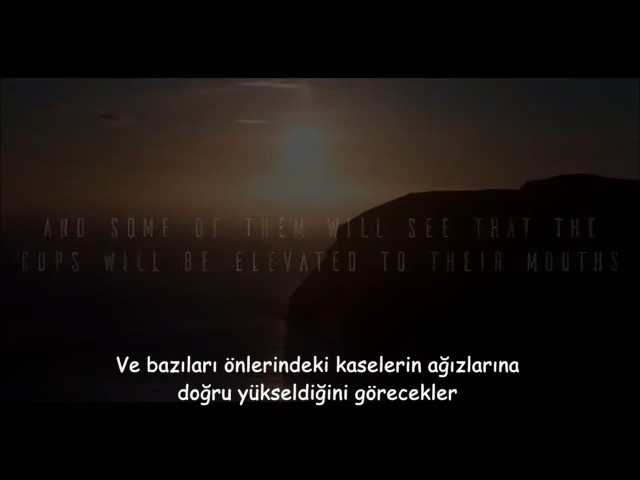 AND SOME OF THEM WILL SEE THAT THE
CUPS WILL BE ELEVATED TO THEIR MOUTHS
Ve bazıları önlerindeki kaselerin ağızlarına
doğru yükseldiğini görecekler